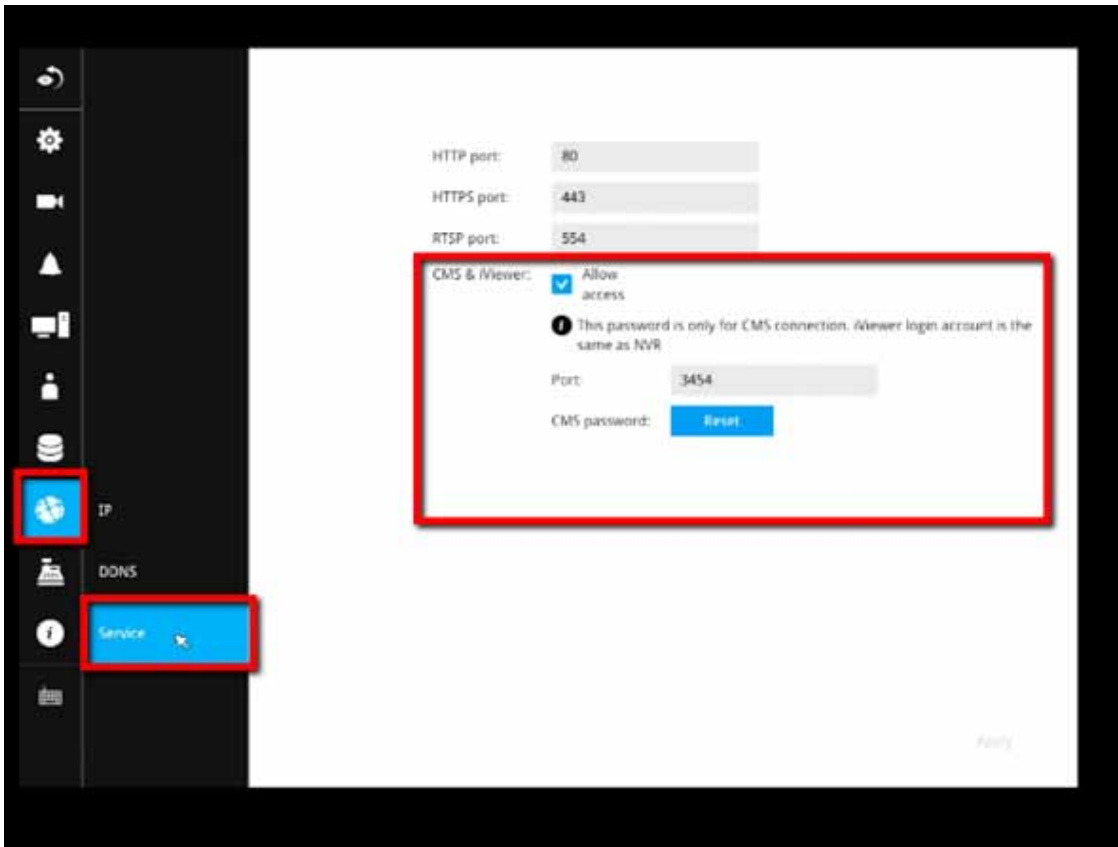 HTTP port: 80
HTTPS port: 443
RTSP port: 554
CMS & iViewer: Allow
access
This password is only for CMS connection. iViewer login account is the
same as NVR
Port: 3454
CMS password: Reset
IP
DDNS
Service
Apply